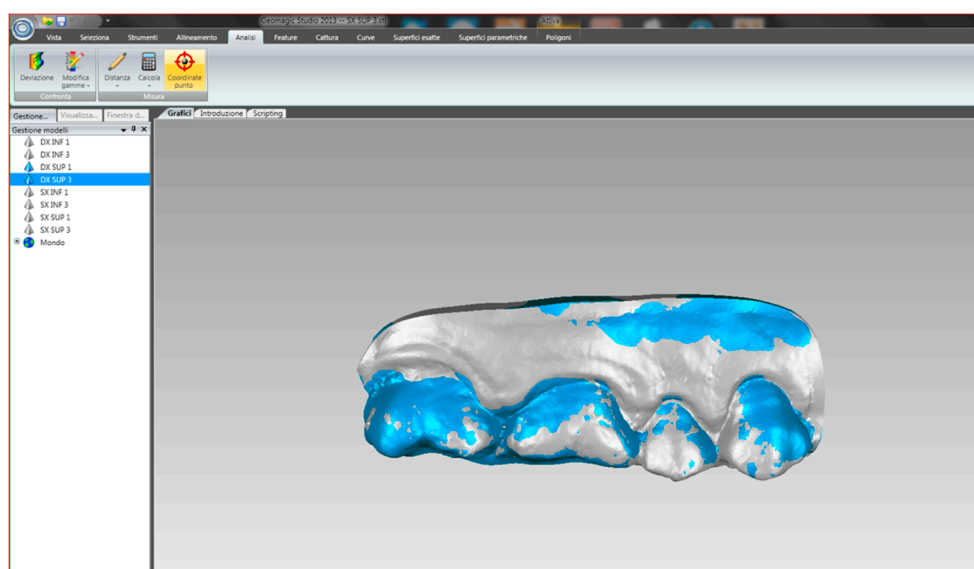 Geomagic Studio 2013 -- SX SUP 3.stl
Attiva
Vista Seleziona Strumenti Allineamento Analisi Feature Cattura Curve Superfici esatte Superfici parametriche Poligoni
Deviazione Modifica gamme Distanza Calcola Coordinate punto
Confronta Misura
Gestione... Visualizza... Finestra d... Grafici Introduzione Scripting
Gestione modelli
DX INF 1
DX INF 3
DX SUP 1
DX SUP 3
SX INF 1
SX INF 3
SX SUP 1
SX SUP 3
Mondo